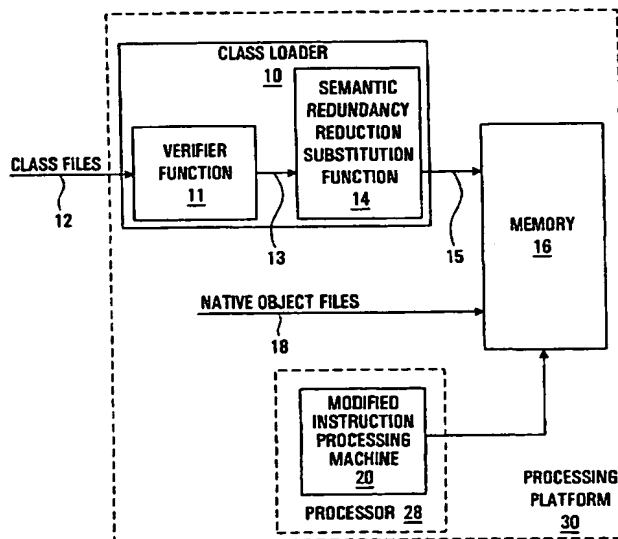 CLASS LOADER
10
SEMANTIC
REDUNDANCY
REDUCTION
SUBSTITUTION
FUNCTION
14
VERIFIER
FUNCTION
11
CLASS FILES
12
13
15
MEMORY
16
NATIVE OBJECT FILES
18
MODIFIED
INSTRUCTION
PROCESSING
MACHINE
20
PROCESSOR 28
PROCESSING
PLATFORM
30